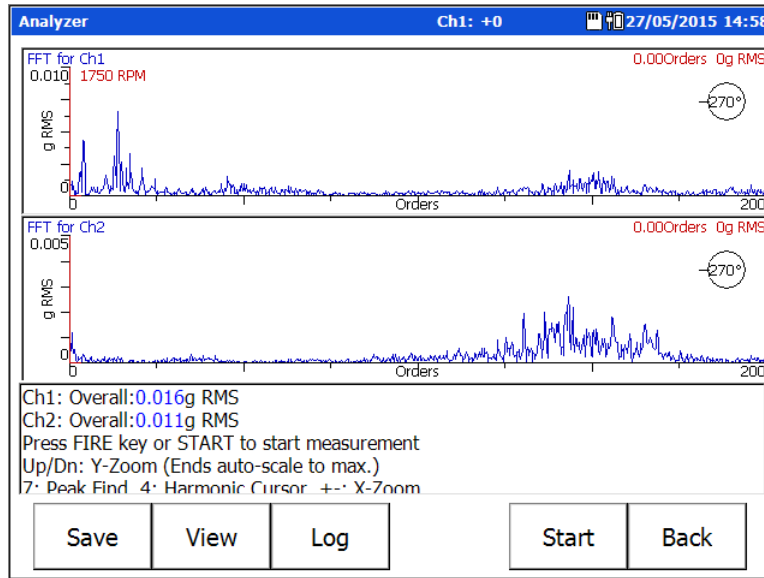 Analyzer Ch1: +0 27/05/2015 14:58
FFT for Ch1 0.00Orders 0g RMS
0.010 1750 RPM
270°
g RMS
0
0 Orders 200
FFT for Ch2 0.00Orders 0g RMS
0.005
270°
g RMS
0
0 Orders 200
Ch1: Overall:0.016g RMS
Ch2: Overall:0.011g RMS
Press FIRE key or START to start measurement
Up/Dn: Y-Zoom (Ends auto-scale to max.)
7: Peak Find 4: Harmonic Cursor +-: X-Zoom
Save View Log Start Back